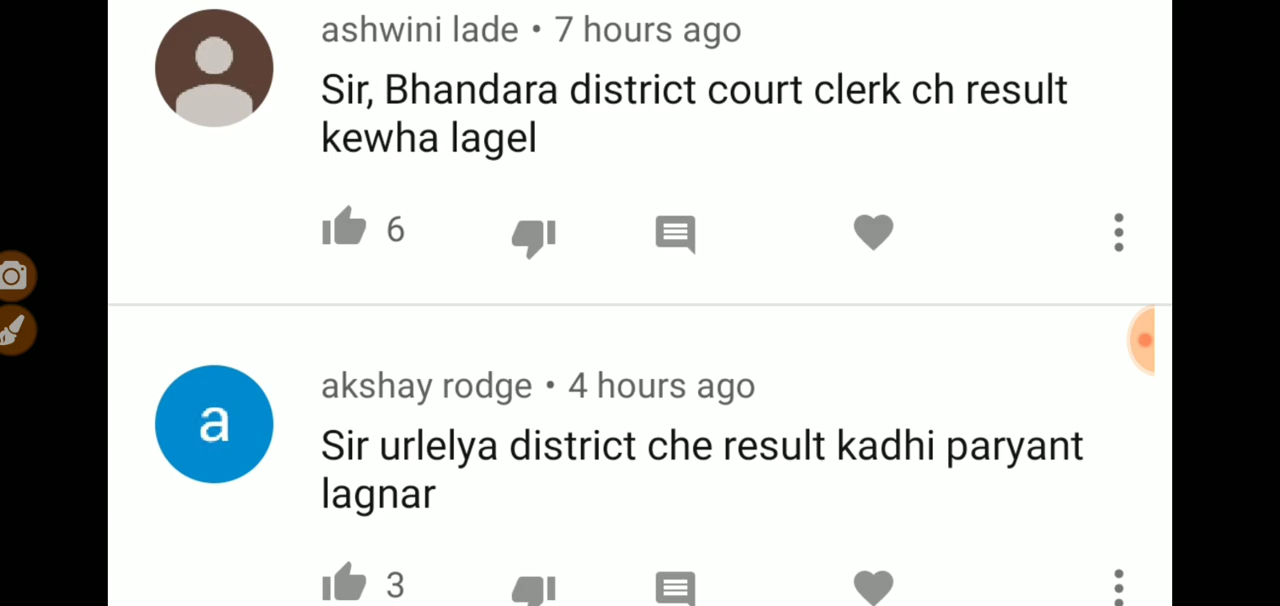 ashwini lade • 7 hours ago
Sir, Bhandara district court clerk ch result
kewha lagel
6
a
akshay rodge • 4 hours ago
Sir urlelya district che result kadhi paryant
lagnar
3